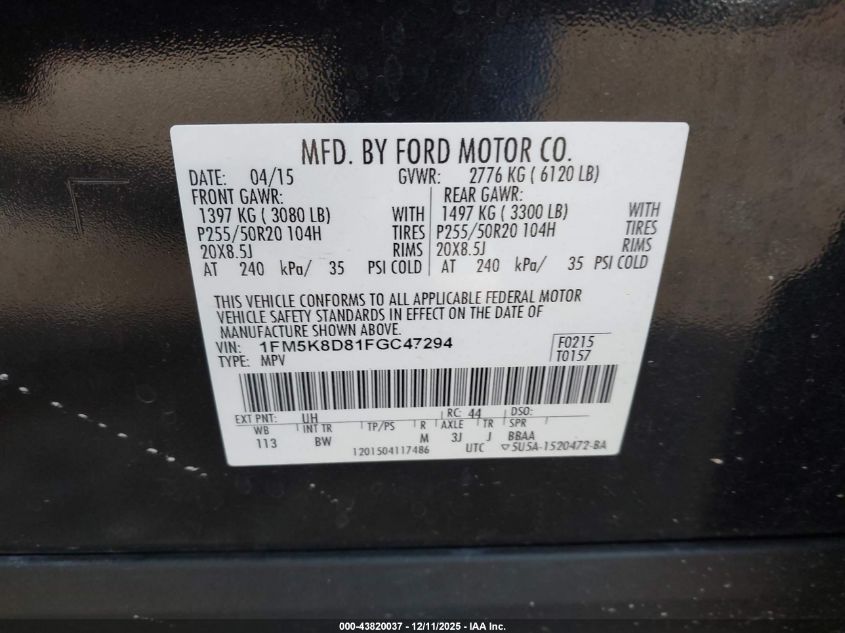 MFD. BY FORD MOTOR CO.
DATE: 04/15 GVWR: 2776 KG ( 6120 LB)
FRONT GAWR: REAR GAWR:
1397 KG ( 3080 LB) WITH 1497 KG ( 3300 LB) WITH
P255/50R20 104H TIRES P255/50R20 104H TIRES
20X8.5J RIMS 20X8.5J RIMS
AT 240 kPa/ 35 PSI COLD AT 240 kPa/ 35 PSI COLD
THIS VEHICLE CONFORMS TO ALL APPLICABLE FEDERAL MOTOR
VEHICLE SAFETY STANDARDS IN EFFECT ON THE DATE OF
MANUFACTURE SHOWN ABOVE.
VIN: 1FM5K8D81FGC47294 F0215
TYPE: MPV T0157
EXT PNT: UH RC: 44 DSO:
WB INT TR TP/PS R AXLE TR SPR
113 BW M 3J J BBAA
1201504117486 UTC ▽5U5A-1520472-BA
000-43820037 - 12/11/2025 - IAA Inc.